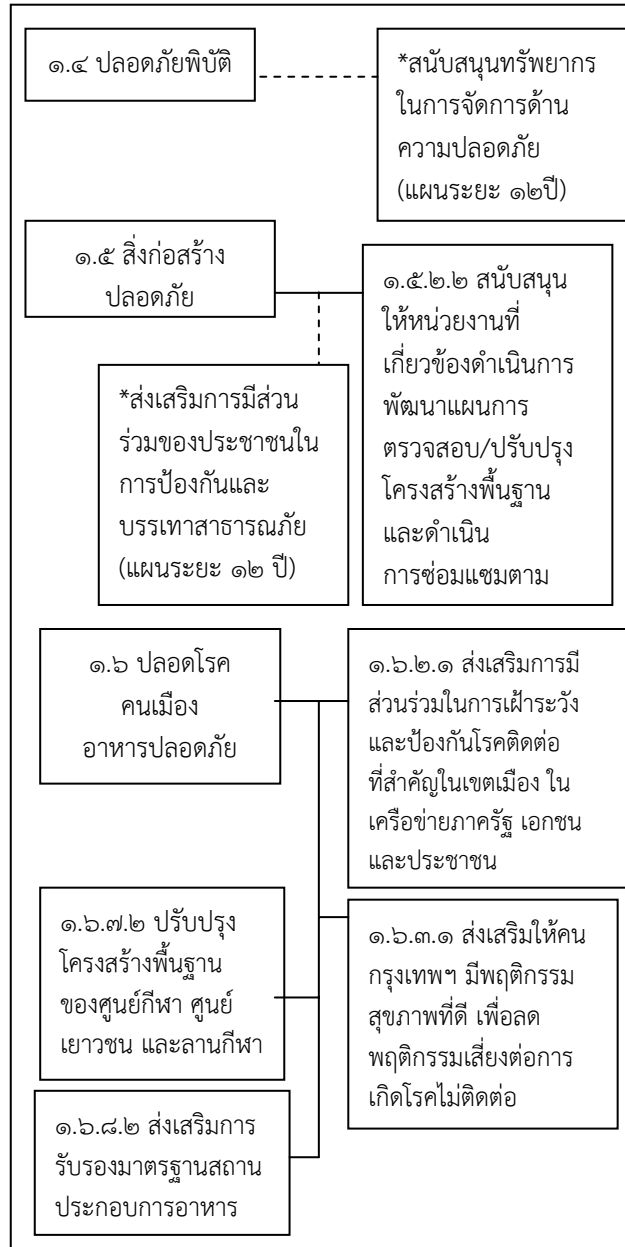 ๑.๔ ปลอดภัยพิบัติ
*สนับสนุนทรัพยากร
ในการจัดการด้าน
ความปลอดภัย
(แผนระยะ ๑๒ปี)
๑.๕ สิ่งก่อสร้าง
ปลอดภัย
๑.๕.๒.๒ สนับสนุน
ให้หน่วยงานที่
เกี่ยวข้องดำเนินการ
พัฒนาแผนการ
ตรวจสอบ/ปรับปรุง
โครงสร้างพื้นฐาน
และดำเนิน
การซ่อมแซมตาม
*ส่งเสริมการมีส่วน
ร่วมของประชาชนใน
การป้องกันและ
บรรเทาสาธารณภัย
(แผนระยะ ๑๒ ปี)
๑.๖ ปลอดโรค
คนเมือง
อาหารปลอดภัย
๑.๖.๒.๑ ส่งเสริมการมี
ส่วนร่วมในการเฝ้าระวัง
และป้องกันโรคติดต่อ
ที่สำคัญในเขตเมือง ใน
เครือข่ายภาครัฐ เอกชน
และประชาชน
๑.๖.๗.๒ ปรับปรุง
โครงสร้างพื้นฐาน
ของศูนย์กีฬา ศูนย์
เยาวชน และลานกีฬา
๑.๖.๓.๑ ส่งเสริมให้คน
กรุงเทพฯ มีพฤติกรรม
สุขภาพที่ดี เพื่อลด
พฤติกรรมเสี่ยงต่อการ
เกิดโรคไม่ติดต่อ
๑.๖.๘.๒ ส่งเสริมการ
รับรองมาตรฐานสถาน
ประกอบการอาหาร